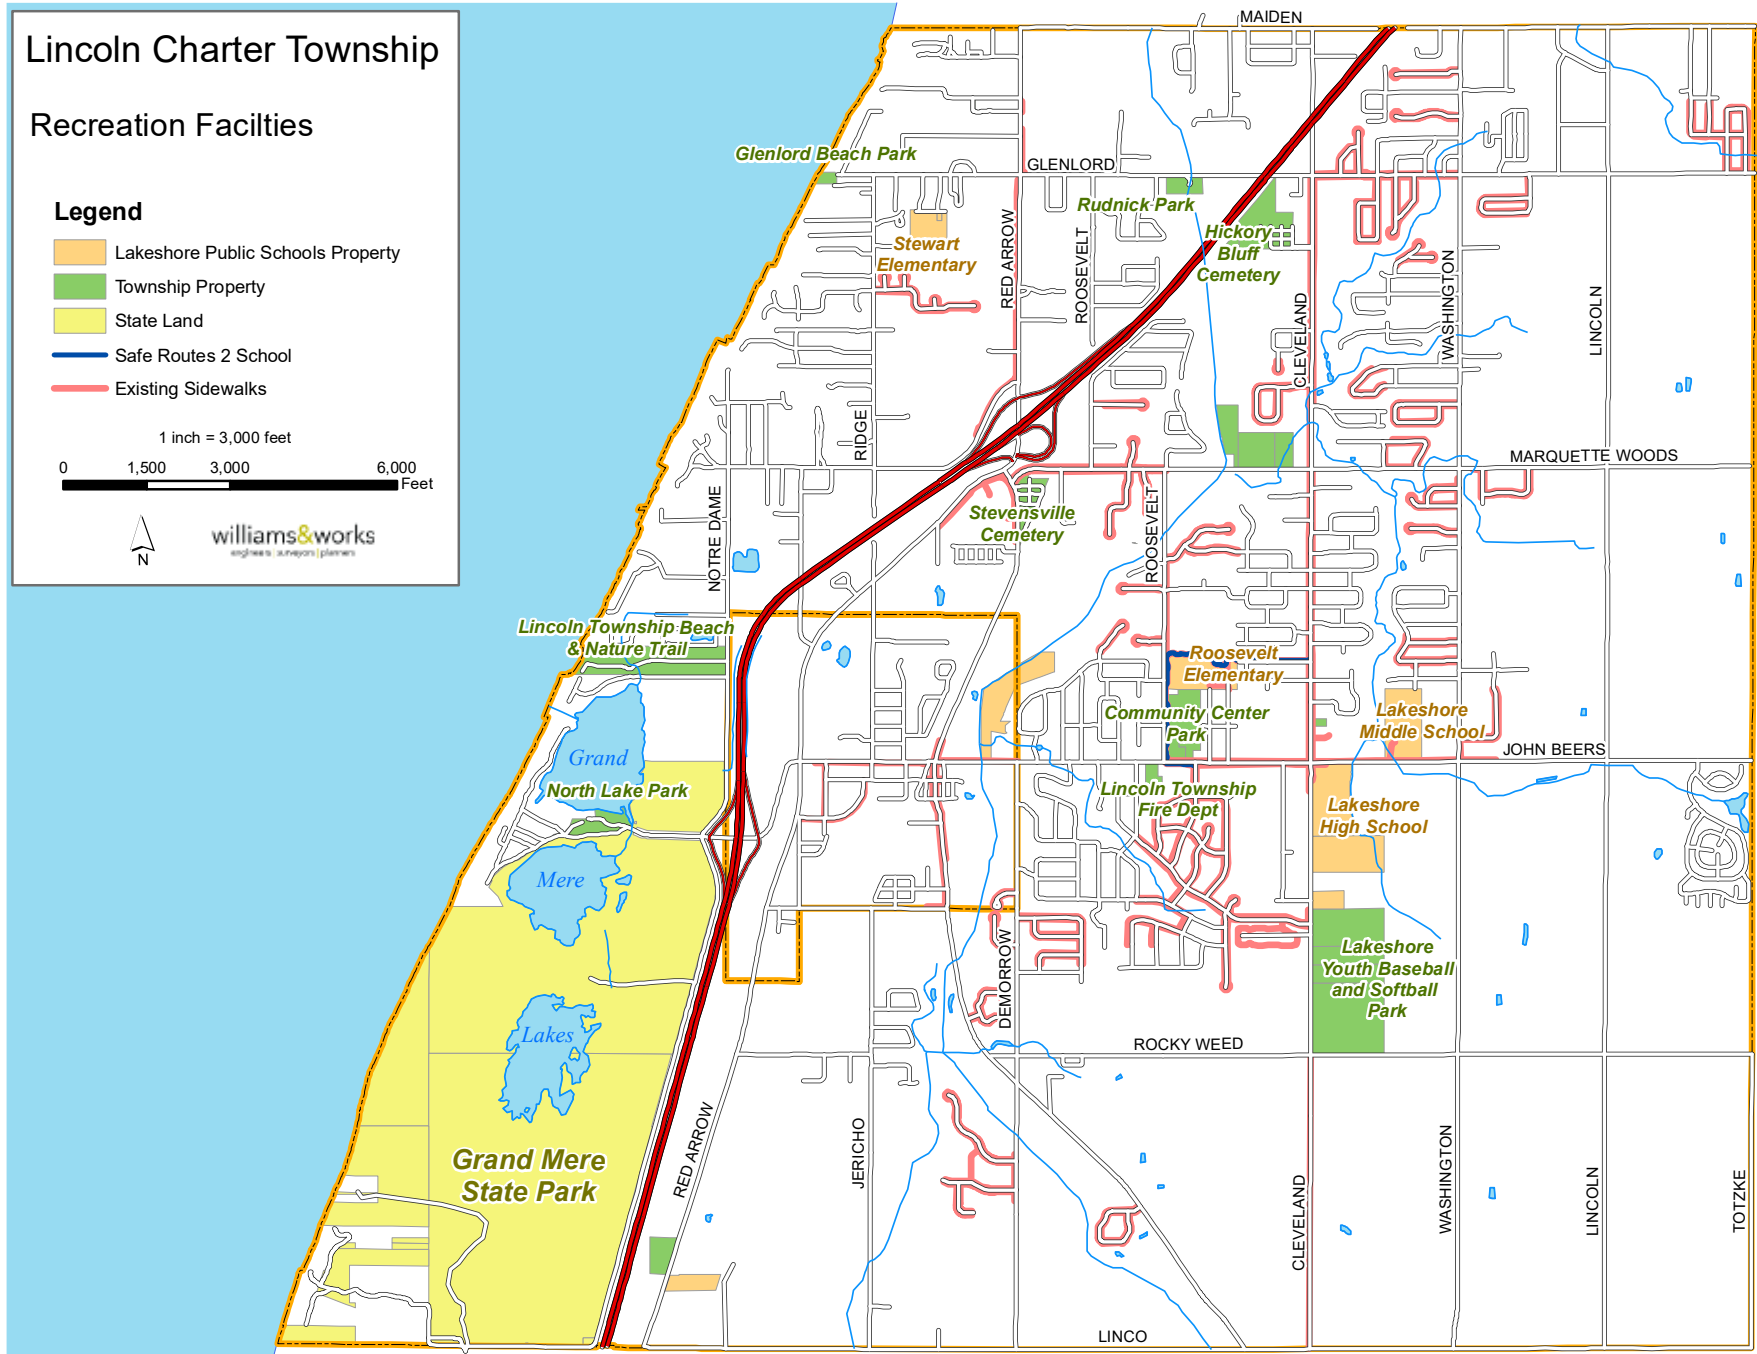 Lincoln Charter Township
Recreation Facilties
Legend
Lakeshore Public Schools Property
Township Property
State Land
Safe Routes 2 School
Existing Sidewalks
1 inch = 3,000 feet
0 1,500 3,000 6,000
Feet
N
williams&works
engineers | surveyors | planners
MAIDEN
Glenlord Beach Park
GLENLORD
Rudnick Park
Hickory
Bluff
Cemetery
Stewart
Elementary
RED ARROW
ROOSEVELT
CLEVELAND
WASHINGTON
LINCOLN
RIDGE
MARQUETTE WOODS
NOTRE DAME
Stevensville
Cemetery
ROOSEVELT
Lincoln Township Beach
& Nature Trail
Roosevelt
Elementary
Community Center
Park
Lakeshore
Middle School
JOHN BEERS
Grand
North Lake Park
Lincoln Township
Fire Dept
Lakeshore
High School
Mere
DEMORROW
Lakeshore
Youth Baseball
and Softball
Park
Lakes
ROCKY WEED
Grand Mere
State Park
RED ARROW
JERICHO
CLEVELAND
WASHINGTON
LINCOLN
TOTZKE
LINCO